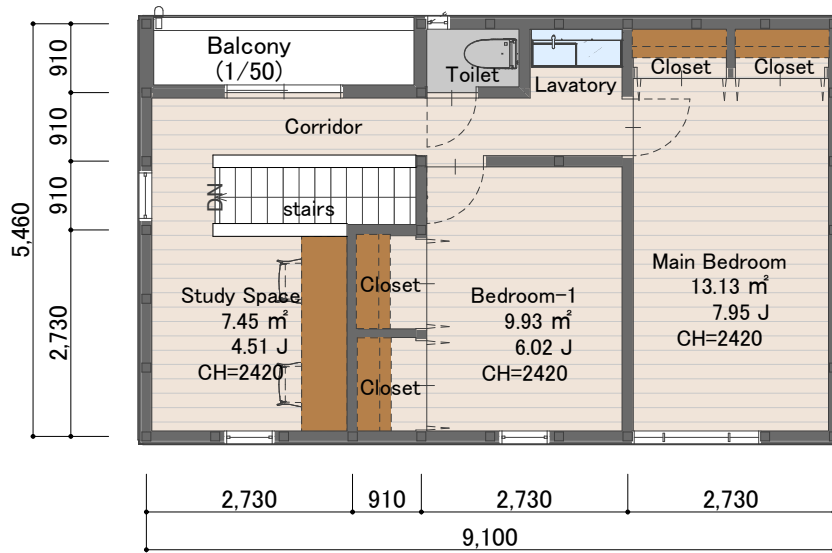 Balcony
(1/50)
Toilet
Lavatory
Closet
Closet
Corridor
DN
stairs
Closet
Closet
Study Space
7.45 ㎡
4.51 J
CH=2420
Bedroom-1
9.93 ㎡
6.02 J
CH=2420
Main Bedroom
13.13 ㎡
7.95 J
CH=2420
910
910
910
2,730
5,460
2,730
910
2,730
2,730
9,100